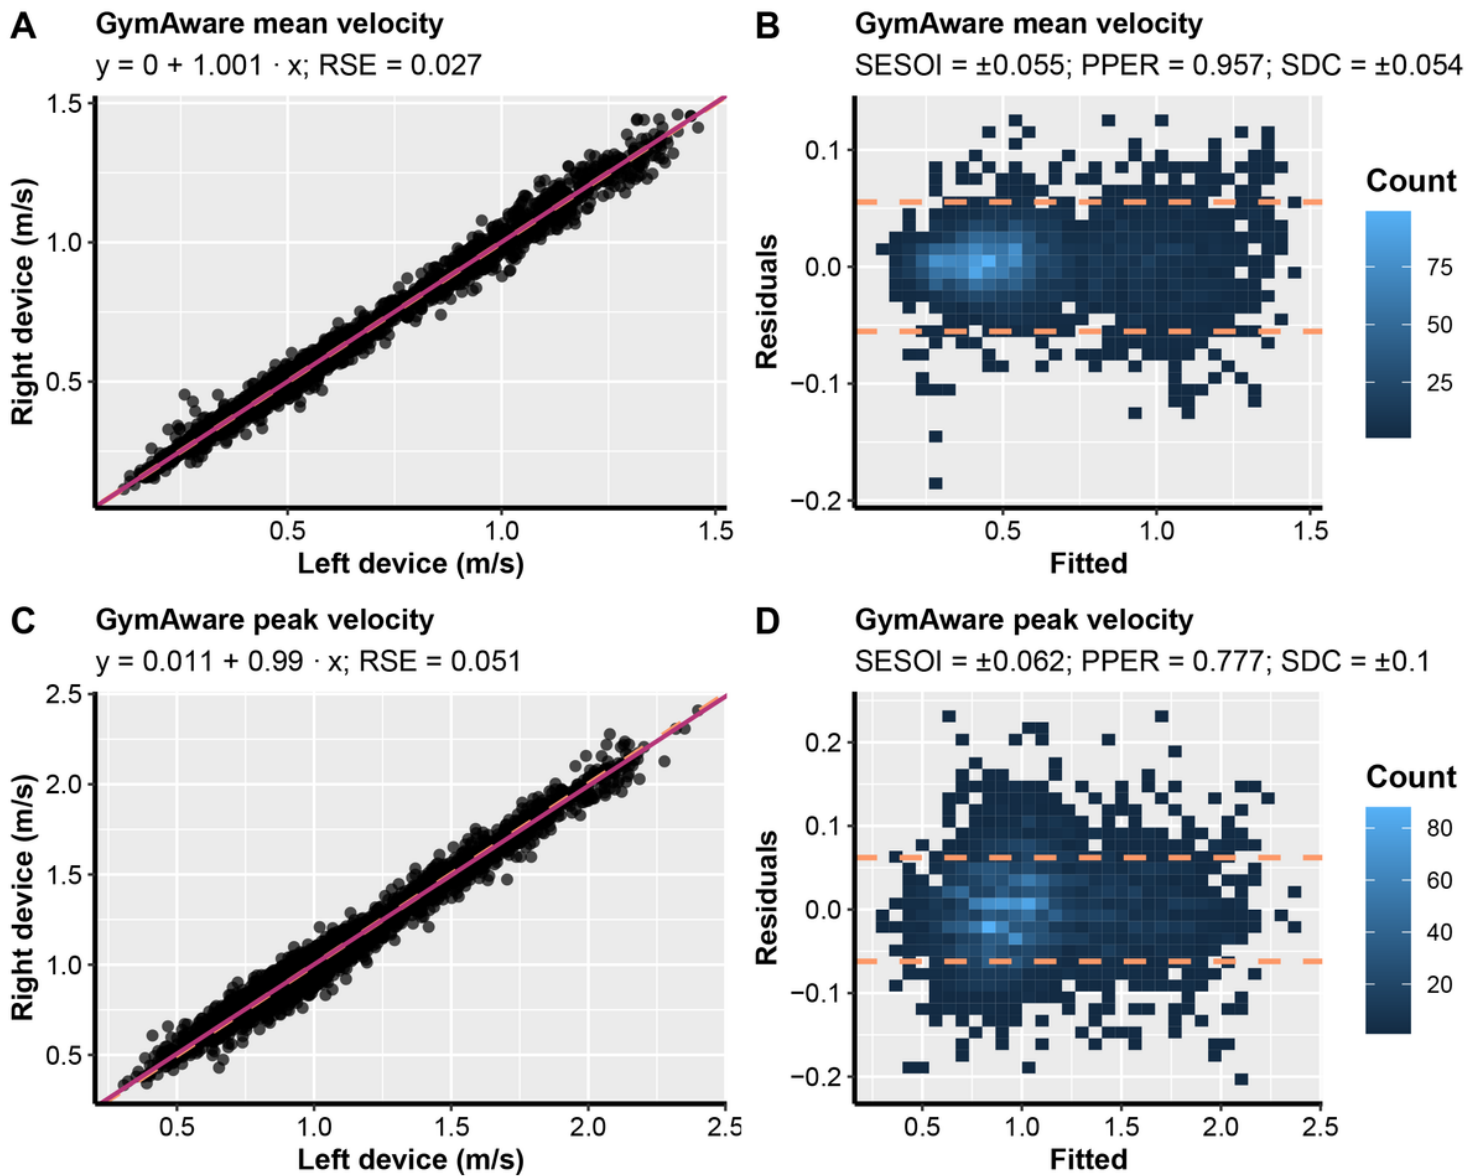 A
GymAware mean velocity
y = 0 + 1.001 · x; RSE = 0.027
1.5
1.0
0.5
Right device (m/s)
0.5
1.0
1.5
Left device (m/s)
B
GymAware mean velocity
SESOI = ±0.055; PPER = 0.957; SDC = ±0.054
0.1
0.0
−0.1
−0.2
Residuals
0.5
1.0
1.5
Fitted
Count
75
50
25
C
GymAware peak velocity
y = 0.011 + 0.99 · x; RSE = 0.051
2.5
2.0
1.5
1.0
0.5
Right device (m/s)
0.5
1.0
1.5
2.0
2.5
Left device (m/s)
D
GymAware peak velocity
SESOI = ±0.062; PPER = 0.777; SDC = ±0.1
0.2
0.1
0.0
−0.1
−0.2
Residuals
0.5
1.0
1.5
2.0
2.5
Fitted
Count
80
60
40
20